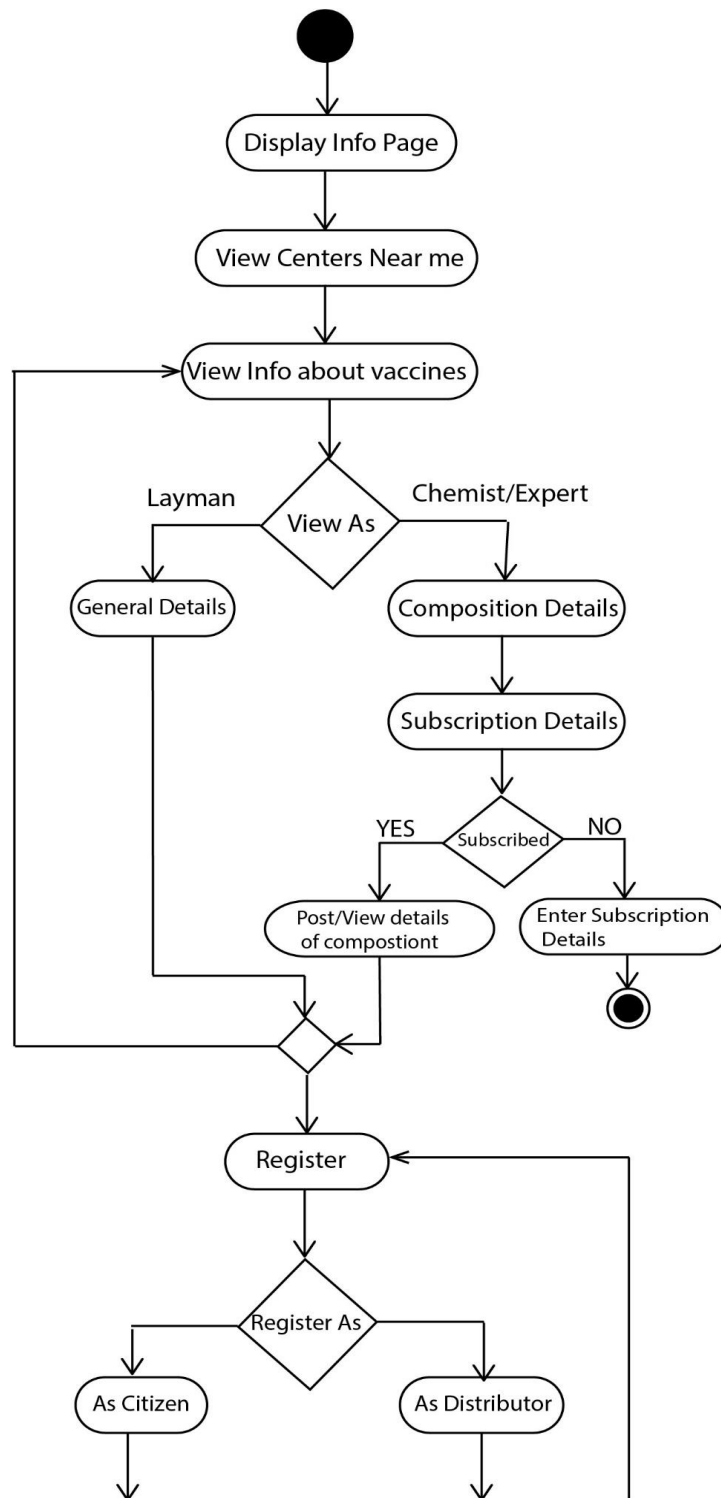 Display Info Page
View Centers Near me
View Info about vaccines
Layman
Chemist/Expert
View As
General Details
Composition Details
Subscription Details
YES
Subscribed
NO
Post/View details
of compostiont
Enter Subscription
Details
Register
Register As
As Citizen
As Distributor